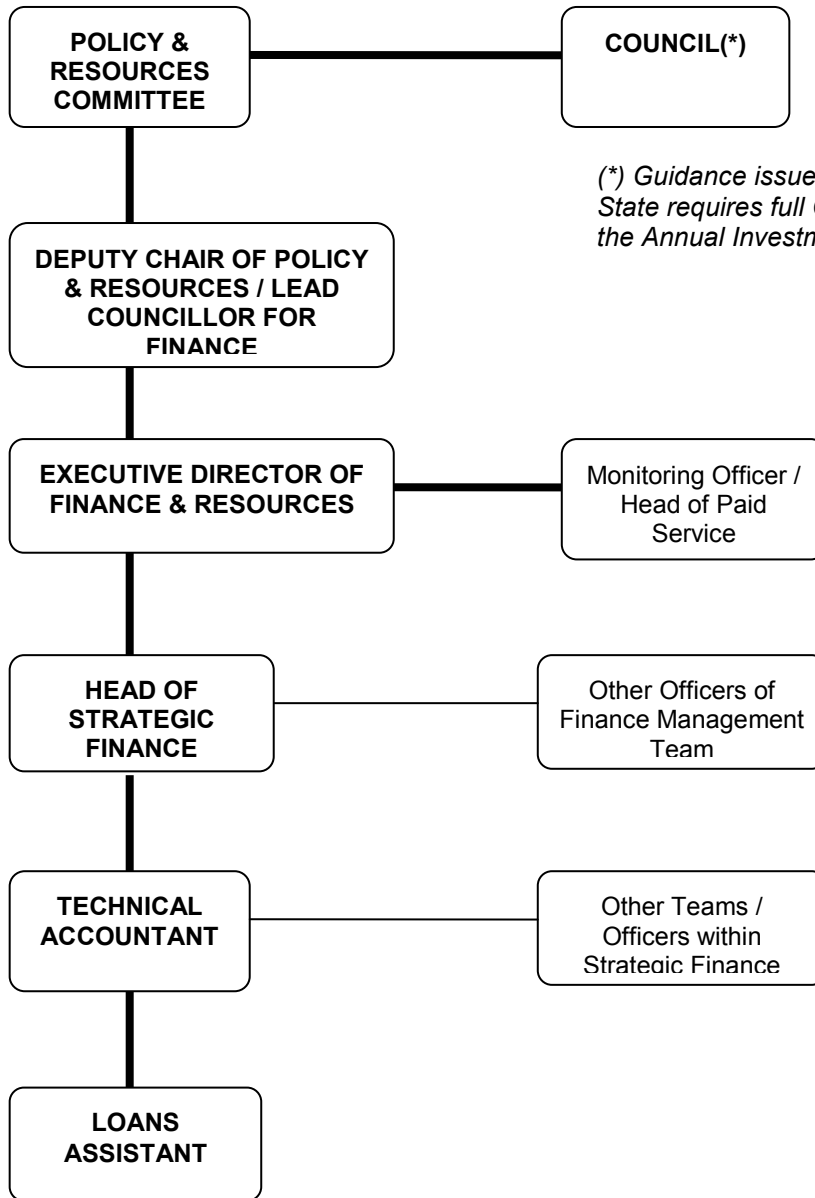 POLICY &
RESOURCES
COMMITTEE
COUNCIL(*)
(*) Guidance issue
State requires full
the Annual Investm
DEPUTY CHAIR OF POLICY
& RESOURCES / LEAD
COUNCILLOR FOR
FINANCE
EXECUTIVE DIRECTOR OF
FINANCE & RESOURCES
Monitoring Officer /
Head of Paid
Service
HEAD OF
STRATEGIC
FINANCE
Other Officers of
Finance Management
Team
TECHNICAL
ACCOUNTANT
Other Teams /
Officers within
Strategic Finance
LOANS
ASSISTANT